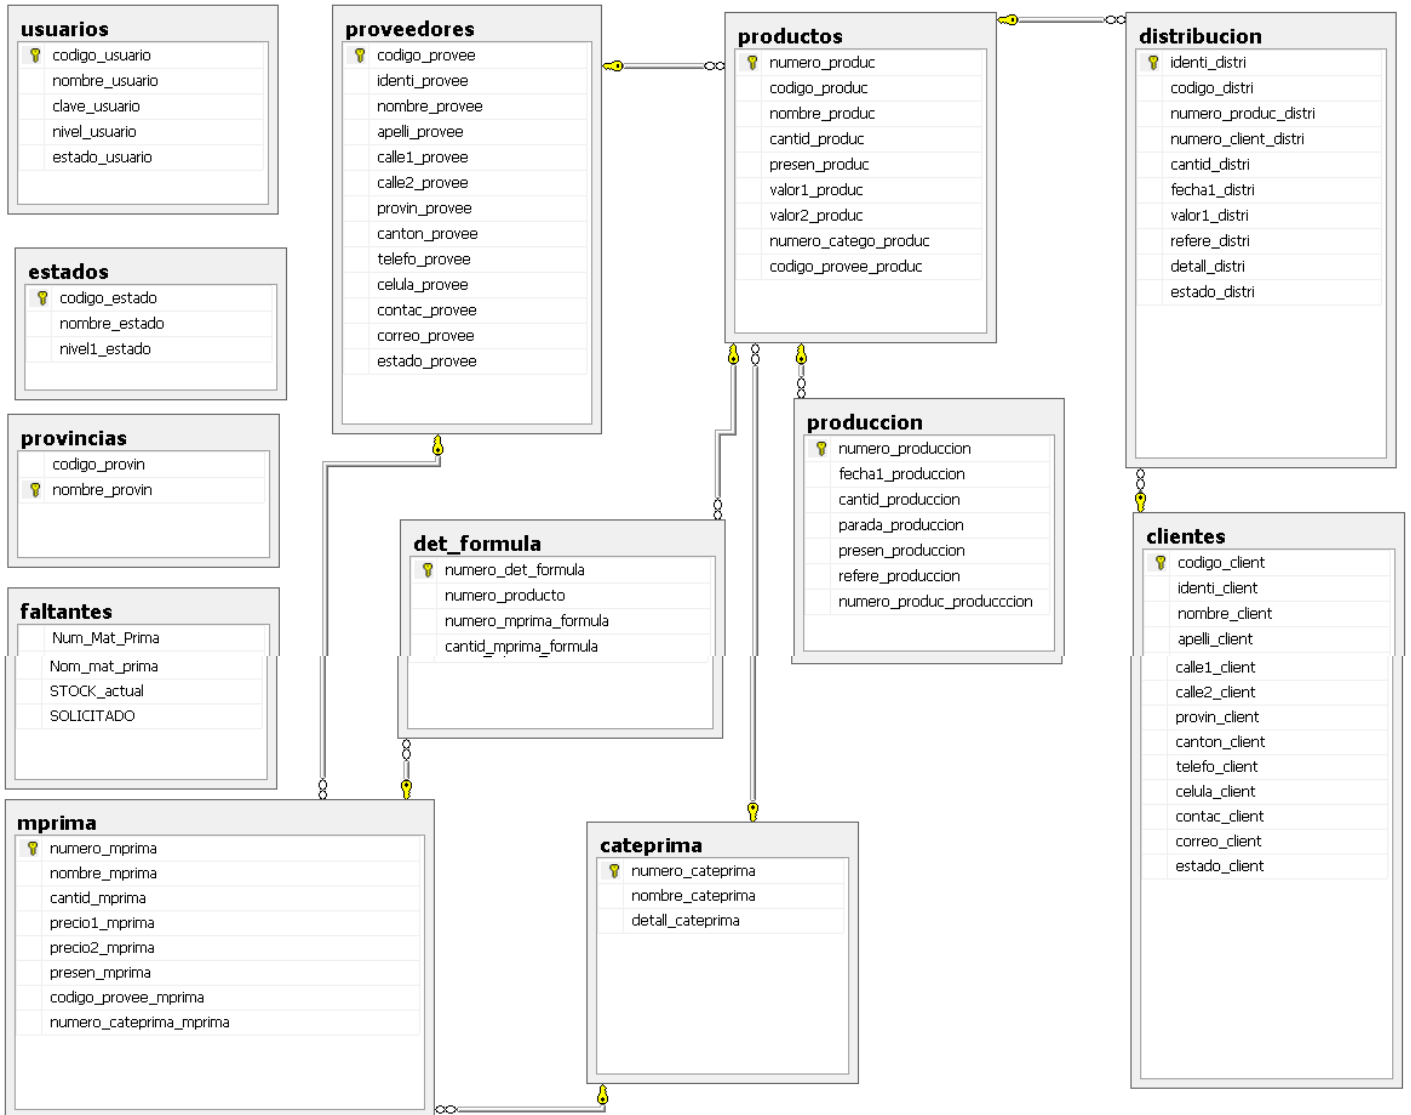 usuarios
codigo_usuario
nombre_usuario
clave_usuario
nivel_usuario
estado_usuario
estados
codigo_estado
nombre_estado
nivel1_estado
provincias
codigo_provin
nombre_provin
faltantes
Num_Mat_Prima
Nom_mat_prima
STOCK_actual
SOLICITADO
proveedores
codigo_provee
identi_provee
nombre_provee
apelli_provee
calle1_provee
calle2_provee
provin_provee
canton_provee
telefo_provee
celula_provee
contac_provee
correo_provee
estado_provee
productos
numero_produc
codigo_produc
nombre_produc
cantid_produc
presen_produc
valor1_produc
valor2_produc
numero_catego_produc
codigo_provee_produc
distribucion
identi_distri
codigo_distri
numero_produc_distri
numero_client_distri
cantid_distri
fecha1_distri
valor1_distri
refere_distri
detall_distri
estado_distri
produccion
numero_produccion
fecha1_produccion
cantid_produccion
parada_produccion
presen_produccion
refere_produccion
numero_produc_producccion
det_formula
numero_det_formula
numero_producto
numero_mprima_formula
cantid_mprima_formula
clientes
codigo_client
identi_client
nombre_client
apelli_client
calle1_client
calle2_client
provin_client
canton_client
telefo_client
celula_client
contac_client
correo_client
estado_client
mprima
numero_mprima
nombre_mprima
cantid_mprima
precio1_mprima
precio2_mprima
presen_mprima
codigo_provee_mprima
numero_cateprima_mprima
cateprima
numero_cateprima
nombre_cateprima
detall_cateprima